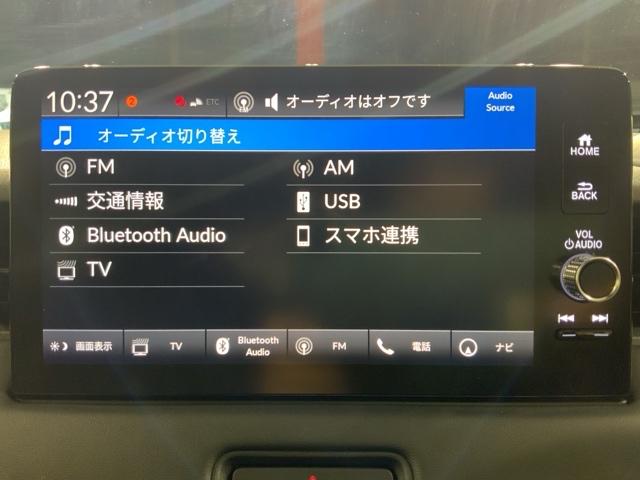 10:37 2 ETC FM オーディオはオフです Audio Source
オーディオ切り替え
FM AM
交通情報 USB
Bluetooth Audio スマホ連携
TV
画面表示 TV Bluetooth Audio FM 電話 ナビ
HOME
BACK
VOL
AUDIO